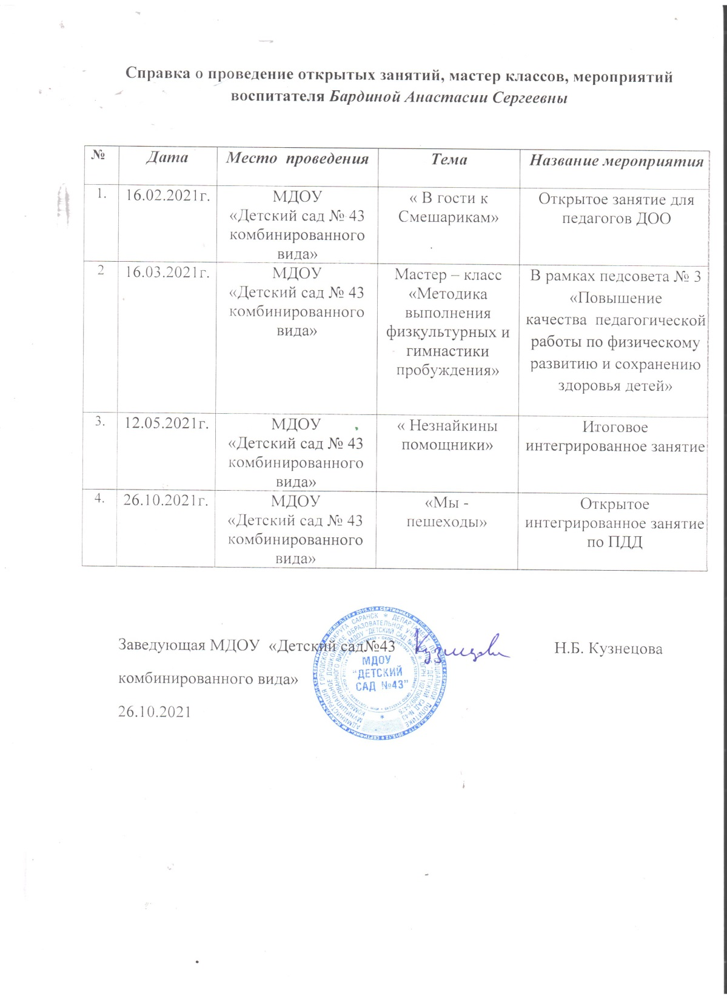 Справка о проведение открытых занятий, мастер классов, мероприятий
воспитателя Бардиной Анастасии Сергеевны
№ Дата Место проведения Тема Название мероприятия
1. 16.02.2021г. МДОУ
«Детский сад № 43
комбинированного
вида»
« В гости к
Смешарикам»
Открытое занятие для
педагогов ДОО
2 16.03.2021г. МДОУ
«Детский сад № 43
комбинированного
вида»
Мастер – класс
«Методика
выполнения
физкультурных и
гимнастики
пробуждения»
В рамках педсовета № 3
«Повышение
качества педагогической
работы по физическому
развитию и сохранению
здоровья детей»
3. 12.05.2021г. МДОУ
«Детский сад № 43
комбинированного
вида»
« Незнайкины
помощники»
Итоговое
интегрированное занятие
4. 26.10.2021г. МДОУ
«Детский сад № 43
комбинированного
вида»
«Мы -
пешеходы»
Открытое
интегрированное занятие
по ПДД
Заведующая МДОУ «Детский сад№43 Н.Б. Кузнецова
комбинированного вида»
26.10.2021
МДОУ
"ДЕТСКИЙ
САД №43"